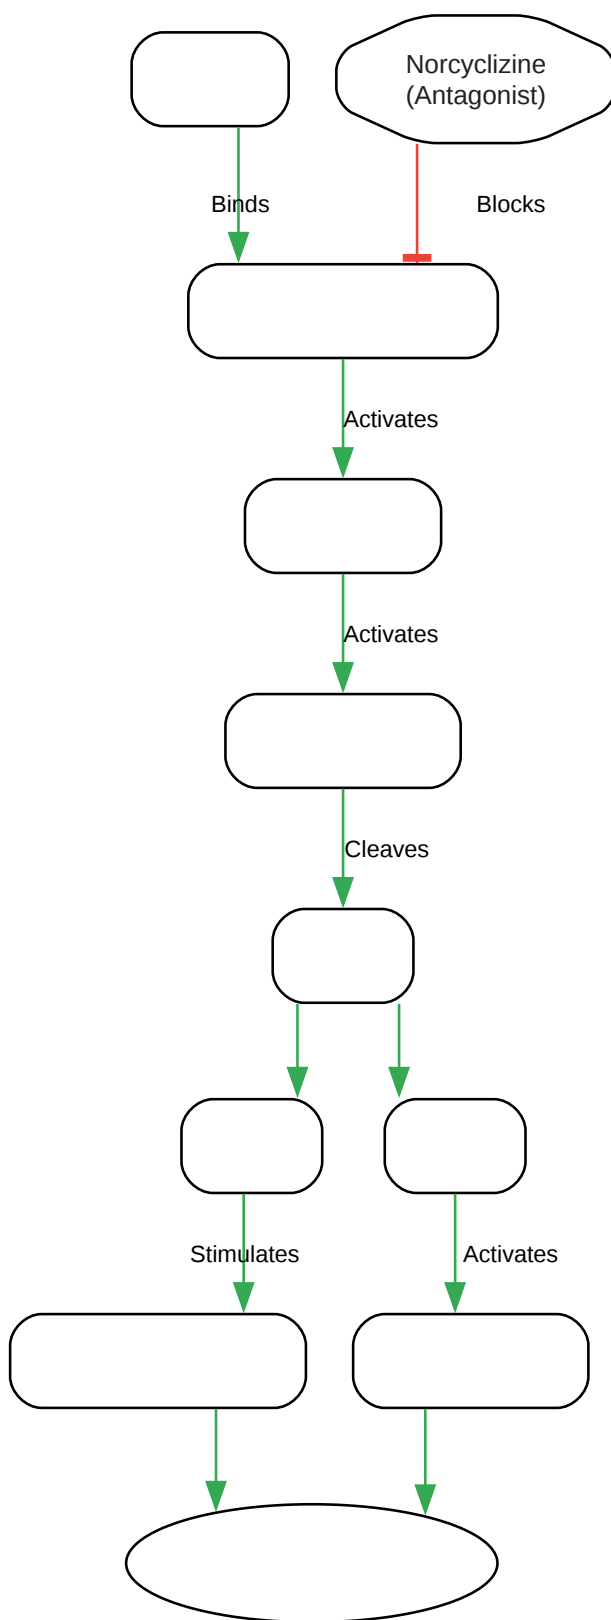 Norcyclizine
(Antagonist)
Binds
Blocks
Activates
Activates
Cleaves
Stimulates
Activates